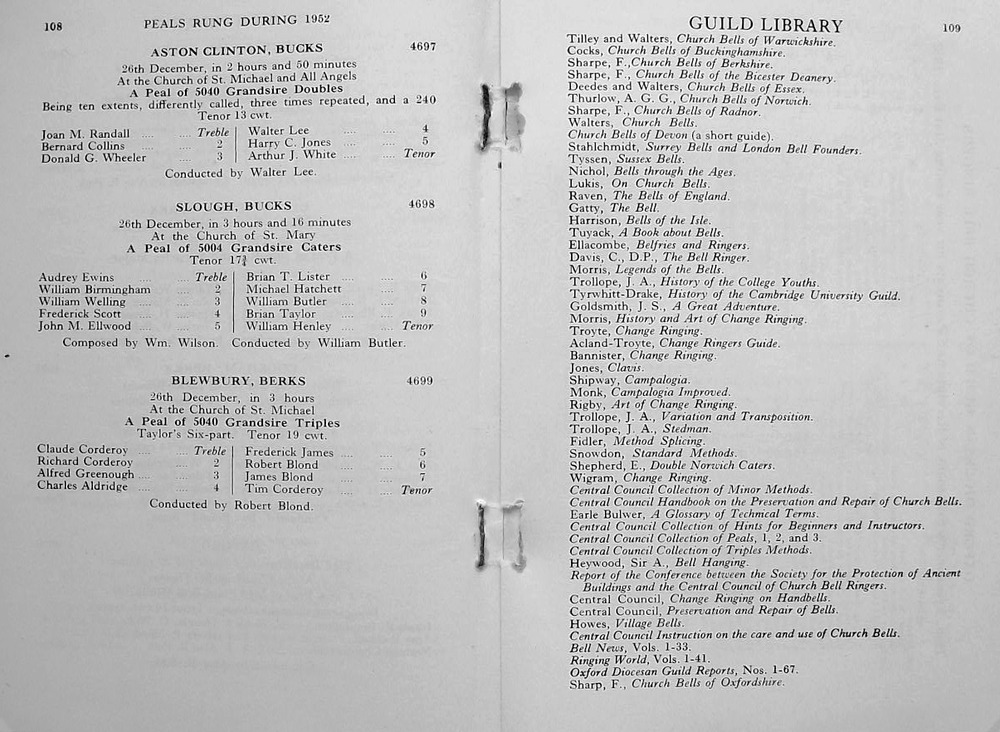 108
PEALS RUNG DURING 1952
ASTON CLINTON, BUCKS 4697
26th December, in 2 hours and 50 minutes
At the Church of St. Michael and All Angels
A Peal of 5040 Grandsire Doubles
Being ten extents, differently called, three times repeated, and a 240
Tenor 13 cwt.
Joan M. Randall .... .... Treble | Walter Lee .... .... 4
Bernard Collins .... 2 | Harry C. Jones .... .... 5
Donald G. Wheeler .... 3 | Arthur J. White .... .... Tenor
Conducted by Walter Lee.
SLOUGH, BUCKS 4698
26th December, in 3 hours and 16 minutes
At the Church of St. Mary
A Peal of 5004 Grandsire Caters
Tenor 17¾ cwt.
Audrey Ewins .... Treble | Brian T. Lister .... .... 6
William Birmingham .... 2 | Michael Hatchett .... 7
William Welling .... .... 3 | William Butler .... .... 8
Frederick Scott .... .... 4 | Brian Taylor .... .... 9
John M. Ellwood .... .... 5 | William Henley .... .... Tenor
Composed by Wm. Wilson. Conducted by William Butler.
BLEWBURY, BERKS 4699
26th December, in 3 hours
At the Church of St. Michael
A Peal of 5040 Grandsire Triples
Taylor's Six-part. Tenor 19 cwt.
Claude Corderoy .... .... Treble | Frederick James .... .... 5
Richard Corderoy .... 2 | Robert Blond .... .... 6
Alfred Greenough .... .... 3 | James Blond .... .... 7
Charles Aldridge .... .... 4 | Tim Corderoy .... .... Tenor
Conducted by Robert Blond.
GUILD LIBRARY
109
Tilley and Walters, Church Bells of Warwickshire.
Cocks, Church Bells of Buckinghamshire.
Sharpe, F.,Church Bells of Berkshire.
Sharpe, F., Church Bells of the Bicester Deanery.
Deedes and Walters, Church Bells of Essex.
Thurlow, A. G. G., Church Bells of Norwich.
Sharpe, F., Church Bells of Radnor.
Walters, Church Bells.
Church Bells of Devon (a short guide).
Stahlchmidt, Surrey Bells and London Bell Founders.
Tyssen, Sussex Bells.
Nichol, Bells through the Ages.
Lukis, On Church Bells.
Raven, The Bells of England.
Gatty, The Bell.
Harrison, Bells of the Isle.
Tuyack, A Book about Bells.
Ellacombe, Belfries and Ringers.
Davis, C., D.P., The Bell Ringer.
Morris, Legends of the Bells.
Trollope, J. A., History of the College Youths.
Tyrwhitt-Drake, History of the Cambridge University Guild.
Goldsmith, J. S., A Great Adventure.
Morris, History and Art of Change Ringing.
Troyte, Change Ringing.
Acland-Troyte, Change Ringers Guide.
Bannister, Change Ringing.
Jones, Clavis.
Shipway, Campalogia.
Monk, Campalogia Improved.
Rigby, Art of Change Ringing.
Trollope, J. A., Variation and Transposition.
Trollope, J. A., Stedman.
Fidler, Method Splicing.
Snowdon, Standard Methods.
Shepherd, E., Double Norwich Caters.
Wigram, Change Ringing.
Central Council Collection of Minor Methods.
Central Council Handbook on the Preservation and Repair of Church Bells.
Earle Bulwer, A Glossary of Technical Terms.
Central Council Collection of Hints for Beginners and Instructors.
Central Council Collection of Peals, 1, 2, and 3.
Central Council Collection of Triples Methods.
Heywood, Sir A., Bell Hanging.
Report of the Conference between the Society for the Protection of Ancient
Buildings and the Central Council of Church Bell Ringers.
Central Council, Change Ringing on Handbells.
Central Council, Preservation and Repair of Bells.
Howes, Village Bells.
Central Council Instruction on the care and use of Church Bells.
Bell News, Vols. 1-33.
Ringing World, Vols. 1-41.
Oxford Diocesan Guild Reports, Nos. 1-67.
Sharp, F., Church Bells of Oxfordshire.